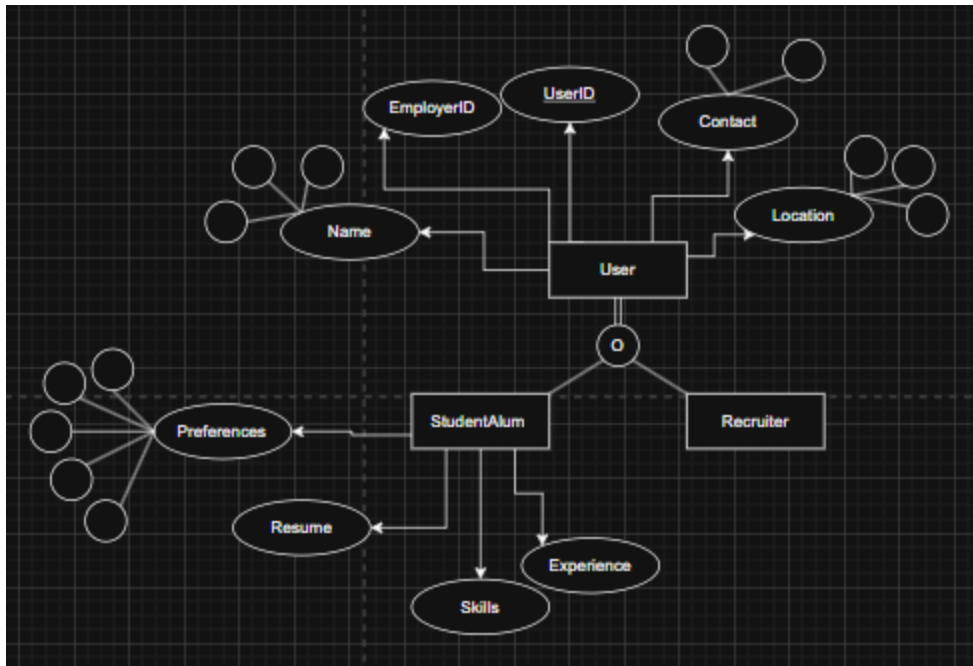 UserID
EmployerID
Contact
Location
Name
User
O
StudentAlum
Recruiter
Preferences
Resume
Experience
Skills